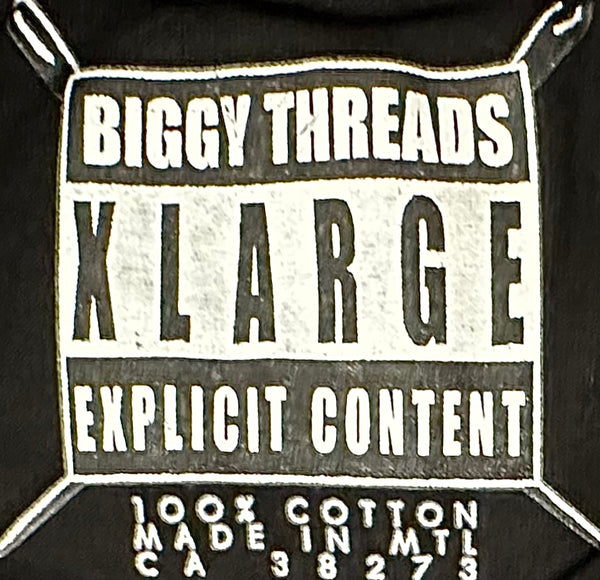 BIGGY THREADS
XLARGE
EXPLICIT CONTENT
100% COTTON
MADE IN MTL
CA 38273